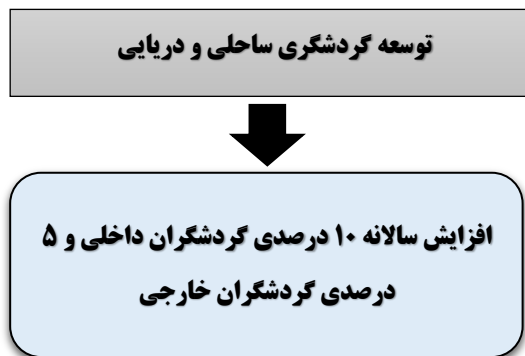 توسعه گردشگری ساحلی و دریایی
افزایش سالانه ۱۰ درصدی گردشگران داخلی و ۵
درصدی گردشگران خارجی